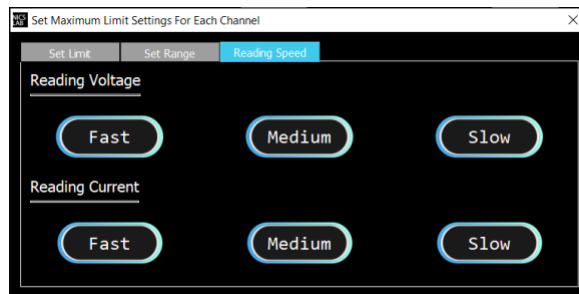 NICS
LAB
Set Maximum Limit Settings For Each Channel
Set Limit Set Range Reading Speed
Reading Voltage
Fast Medium Slow
Reading Current
Fast Medium Slow